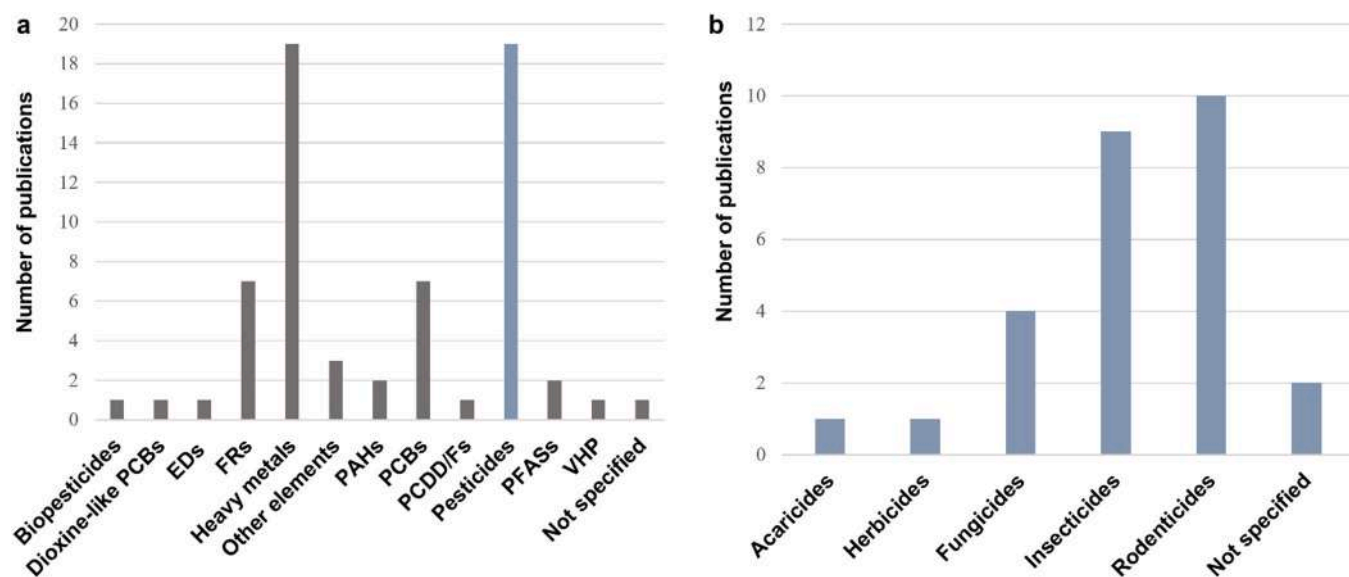 a
Number of publications
20
18
16
14
12
10
8
6
4
2
0
Biopesticides
Dioxine-like PCBs
EDs
FRs
Heavy metals
Other elements
PAHs
PCBs
PCDD/Fs
Pesticides
PFASs
VHP
Not specified
b
Number of publications
12
10
8
6
4
2
0
Acaricides
Herbicides
Fungicides
Insecticides
Rodenticides
Not specified